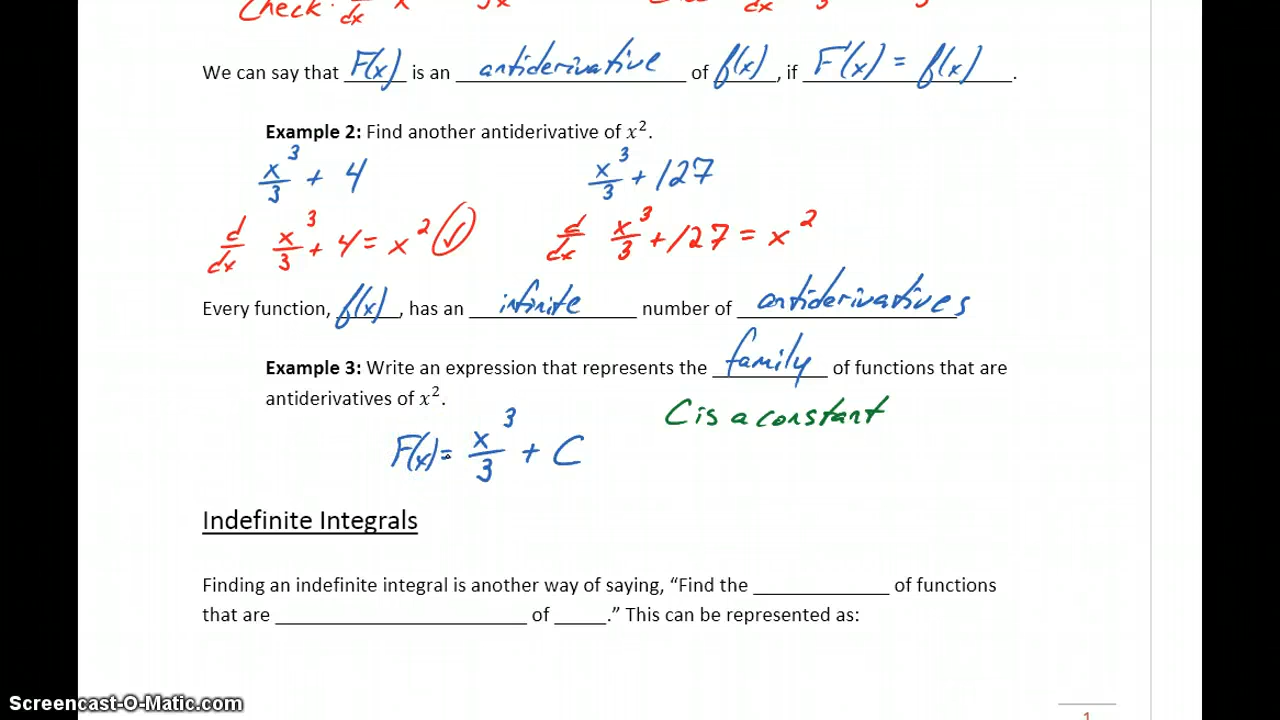 Check: d/dx x
We can say that F(x) is an antiderivative of f(x), if F'(x) = f(x).
Example 2: Find another antiderivative of x².
x³/3 + 4 x³/3 + 127
d/dx x³/3 + 4 = x² ✓ d/dx x³/3 + 127 = x²
Every function, f(x), has an infinite number of antiderivatives
Example 3: Write an expression that represents the family of functions that are
antiderivatives of x².
C is a constant
F(x) = x³/3 + C
Indefinite Integrals
Finding an indefinite integral is another way of saying, “Find the ____________ of functions
that are ____________ of _____.” This can be represented as:
Screencast-O-Matic.com
1